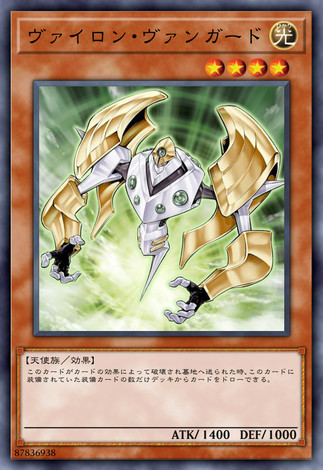 ヴァイロン・ヴァンガード
光
【天使族／効果】
このカードがカードの効果によって破壊され墓地へ送られた時、このカードに
装備されていた装備カードの数だけデッキからカードをドローできる。
ATK/1400 DEF/1000
87836938